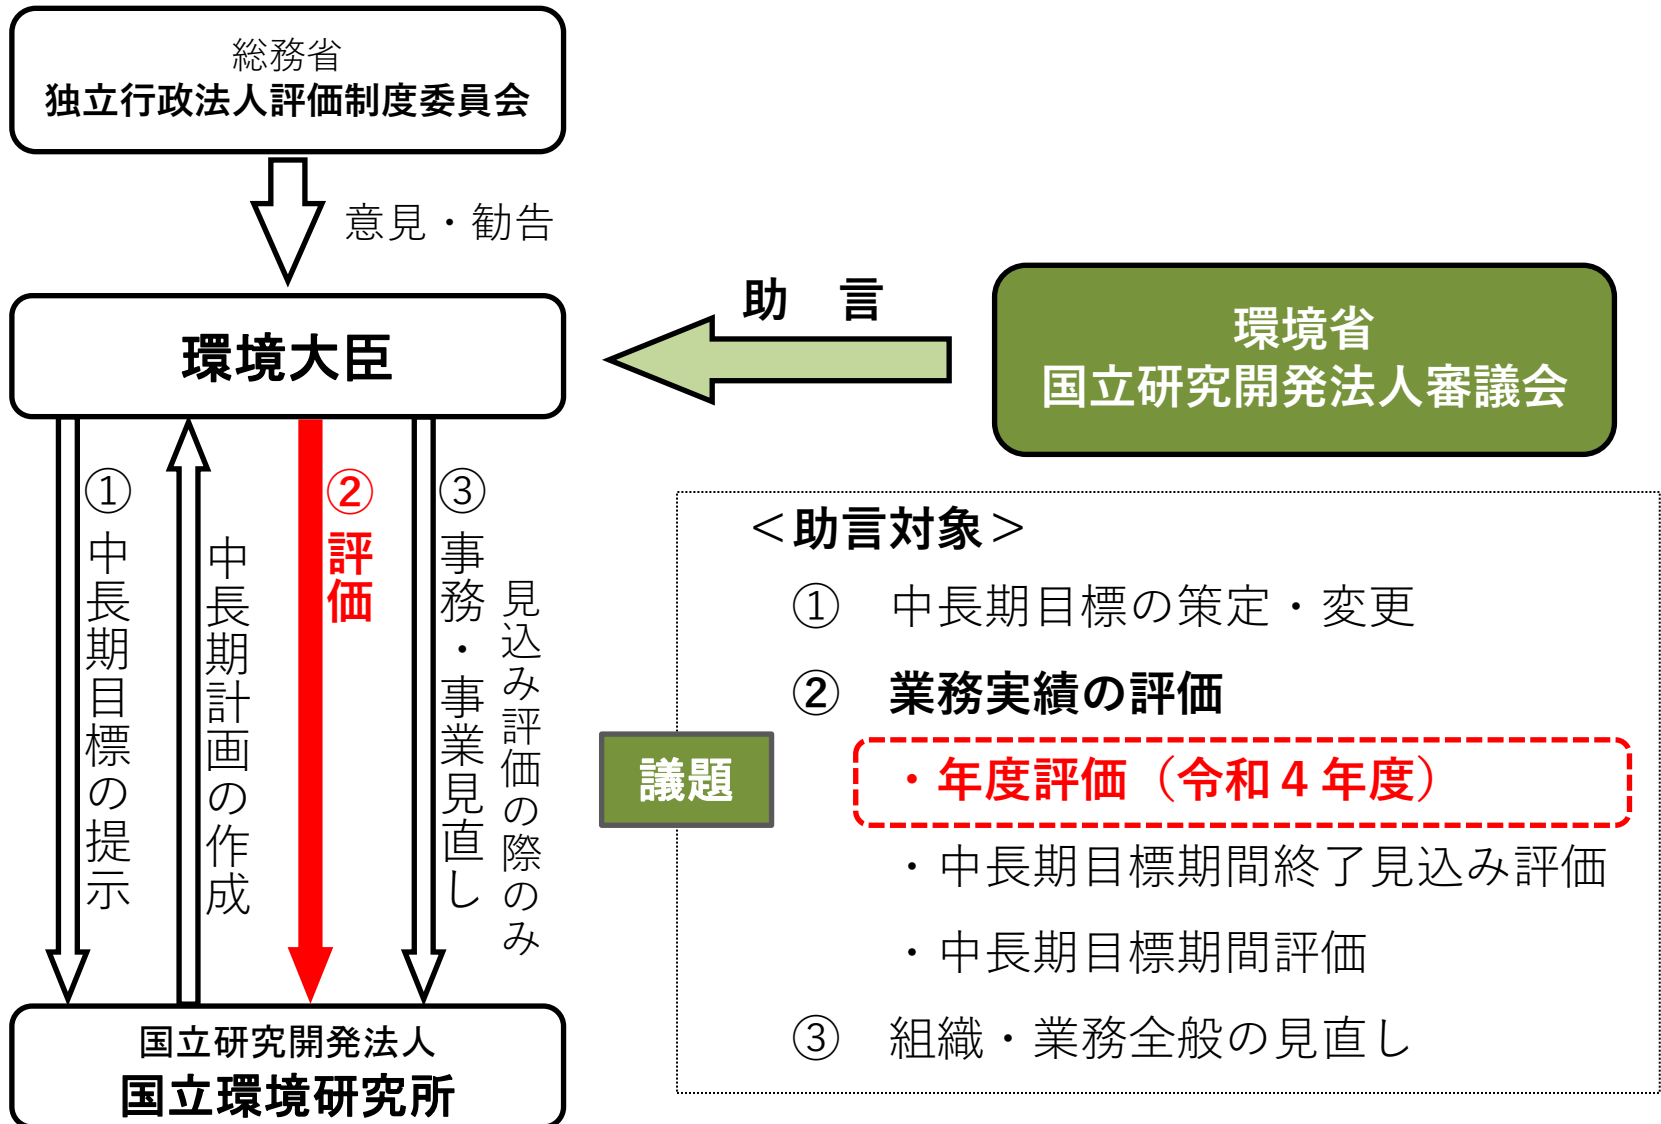 総務省
独立行政法人評価制度委員会
意見・勧告
環境大臣
助　言
環境省
国立研究開発法人審議会
①中長期目標の提示
中長期計画の作成
②評価
③事務・事業見直し
見込み評価の際のみ
国立研究開発法人
国立環境研究所
＜助言対象＞
①　中長期目標の策定・変更
②　業務実績の評価
議題
・年度評価（令和４年度）
・中長期目標期間終了見込み評価
・中長期目標期間評価
③　組織・業務全般の見直し